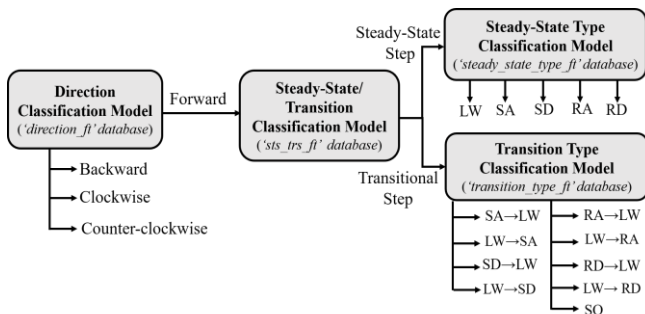 Direction
Classification Model
('direction_ft' database)
Forward
Backward
Clockwise
Counter-clockwise
Steady-State/
Transition
Classification Model
('sts_trs_ft' database)
Steady-State
Step
Transitional
Step
Steady-State Type
Classification Model
('steady_state_type_ft' database)
LW SA SD RA RD
Transition Type
Classification Model
('transition_type_ft' database)
SA→LW
LW→SA
SD→LW
LW→SD
RA→LW
LW→RA
RD→LW
LW→ RD
SO